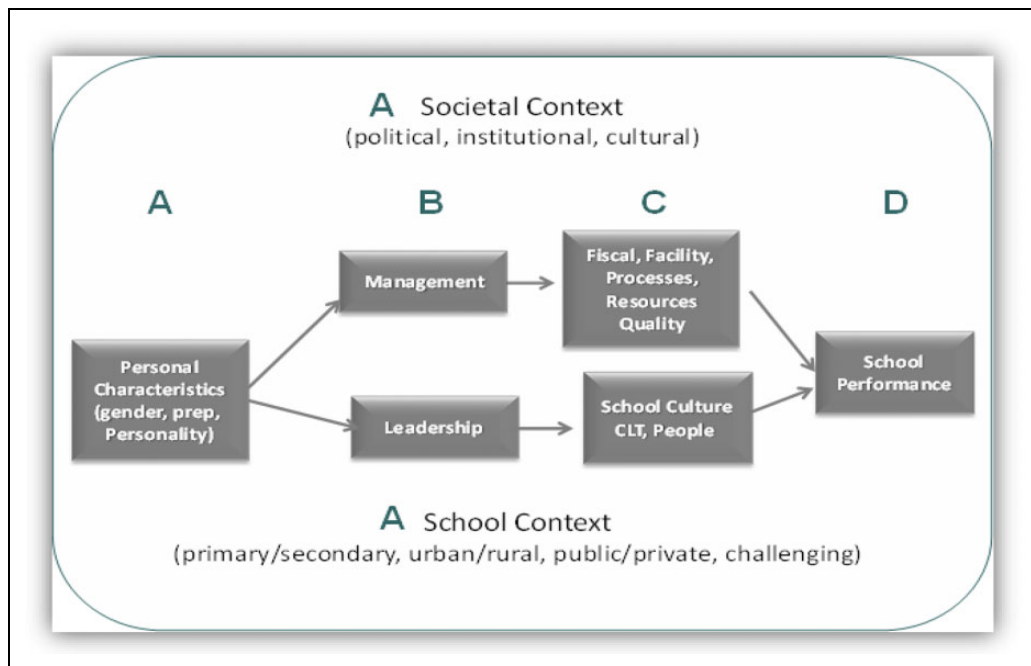 A Societal Context
(political, institutional, cultural)
A
B
C
D
Management
Fiscal, Facility,
Processes,
Resources
Quality
Personal
Characteristics
(gender, prep,
Personality)
Leadership
School Culture
CLT, People
School
Performance
A School Context
(primary/secondary, urban/rural, public/private, challenging)